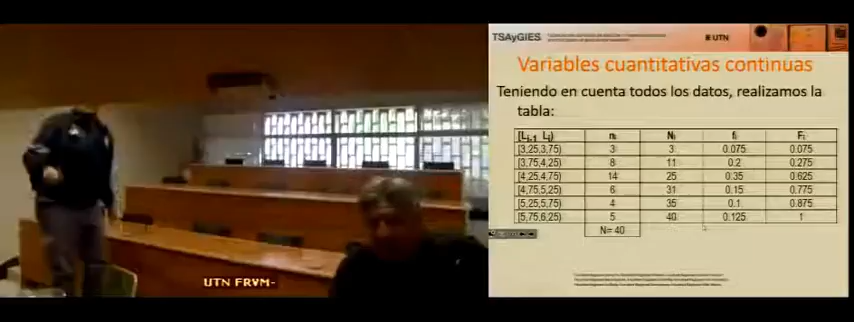 UTN FRVM-
TSAyGIES
UTN
Variables cuantitativas continuas
Teniendo en cuenta todos los datos, realizamos la
tabla:
[Li-1 Li) ni Ni fi Fi
[3,25,3,75) 3 3 0.075 0.075
[3,75,4,25) 8 11 0.2 0.275
[4,25,4,75) 14 25 0.35 0.625
[4,75,5,25) 6 31 0.15 0.775
[5,25,5,75) 4 35 0.1 0.875
[5,75,6,25) 5 40 0.125 1
N= 40